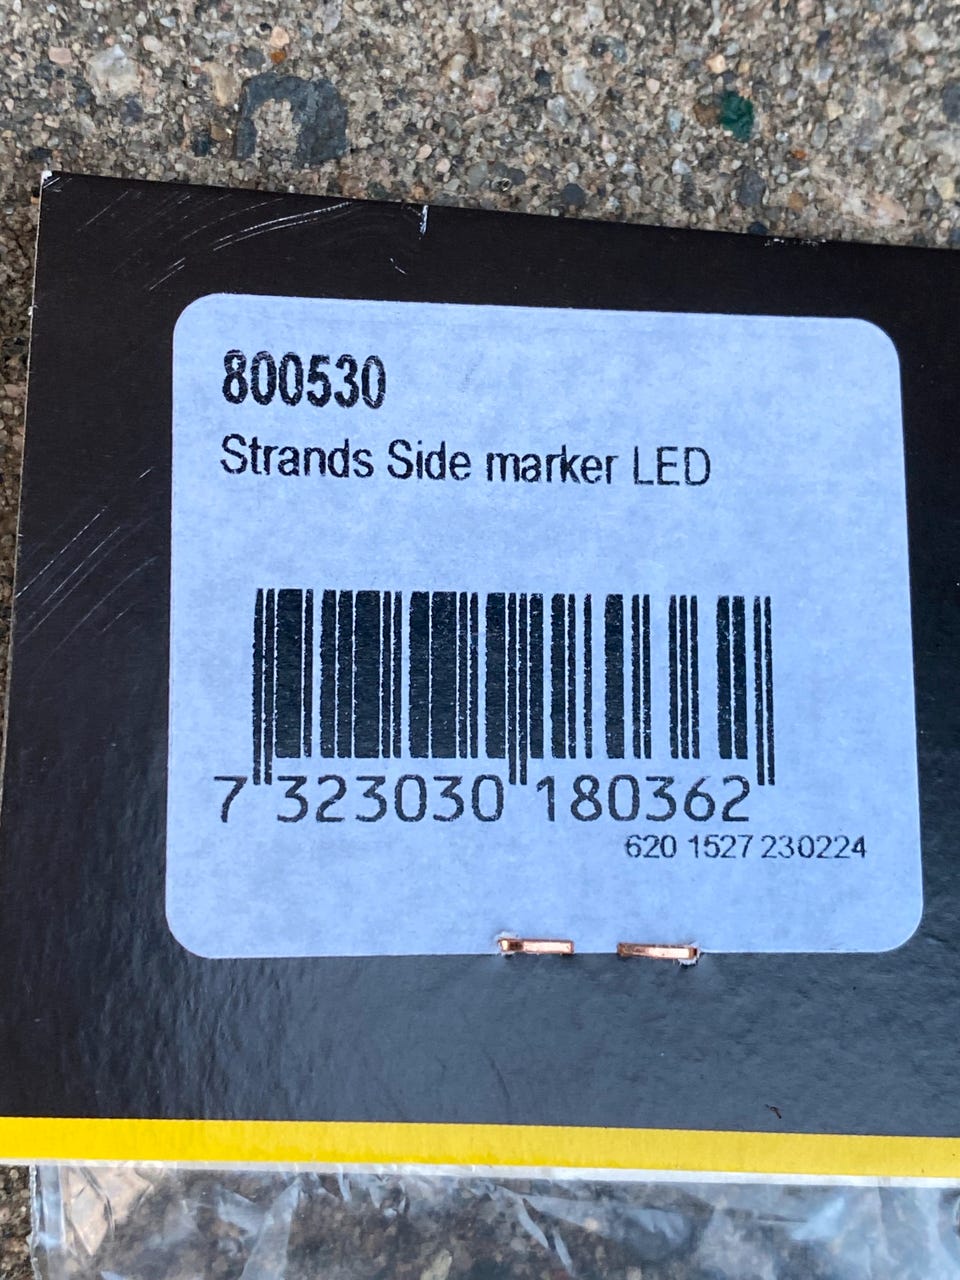 800530
Strands Side marker LED
7 323030 180362
620 1527 230224